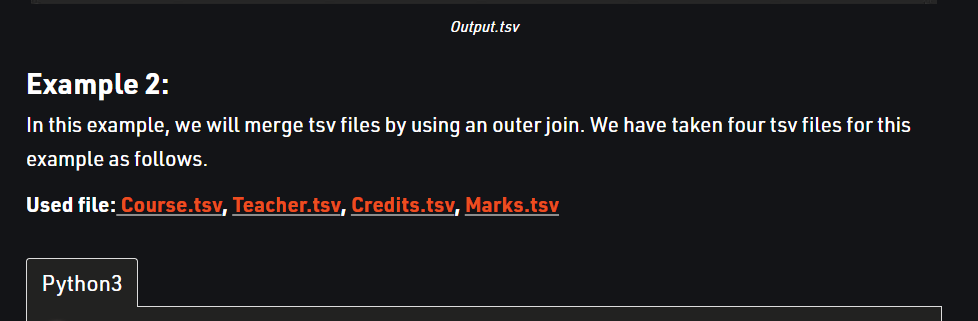 Output.tsv
Example 2:
In this example, we will merge tsv files by using an outer join. We have taken four tsv files for this
example as follows.
Used file: Course.tsv, Teacher.tsv, Credits.tsv, Marks.tsv
Python3